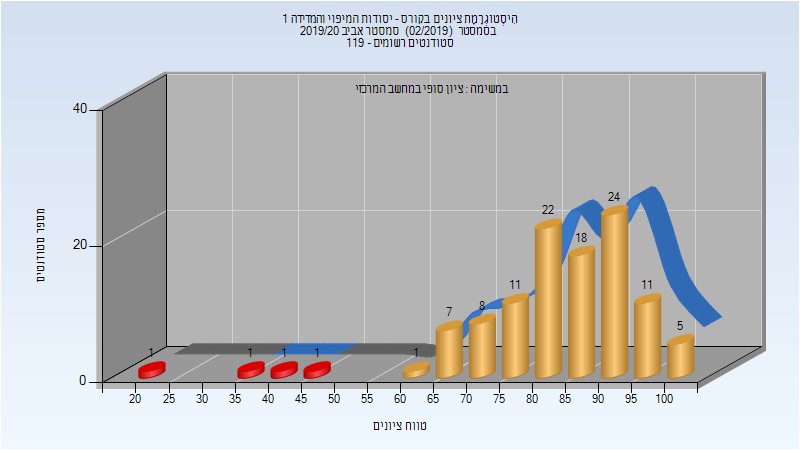 היסטוגרמת ציונים בקורס - יסודות המיפוי והמדידה 1
בסמסטר (02/2019) סמסטר אביב 2019/20
סטודנטים רשומים - 119
במשימה : ציון סופי במחשב המרכזי
מספר סטודנטים
40
20
0
1 1 1 1 1 7 8 11 22 18 24 11 5
20 25 30 35 40 45 50 55 60 65 70 75 80 85 90 95 100
טווח ציונים